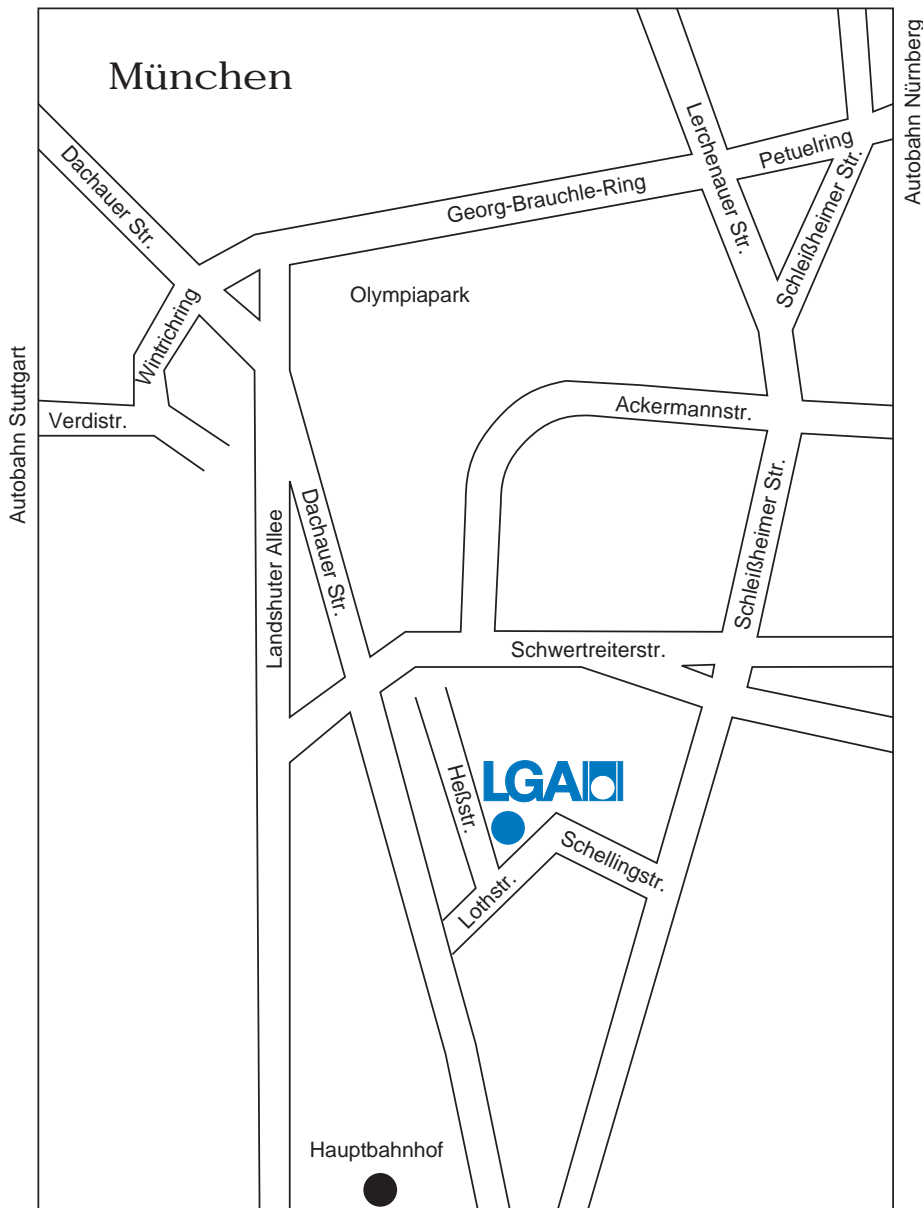 München
Autobahn Nürnberg
Lerchenauer Str.
Petuelring
Dachauer Str.
Georg-Brauchle-Ring
Schleißheimer Str.
Olympiapark
Wintrichring
Autobahn Stuttgart
Verdistr.
Ackermannstr.
Dachauer Str.
Schleißheimer Str.
Landshuter Allee
Schwertreiterstr.
Heßstr.
LGA
Schellingstr.
Lothstr.
Hauptbahnhof